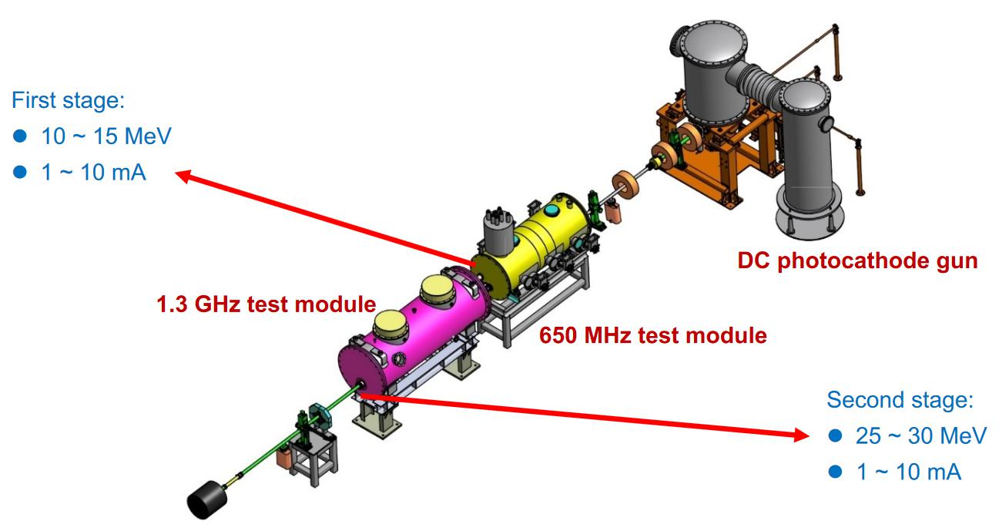 First stage:
● 10 ~ 15 MeV
● 1 ~ 10 mA
DC photocathode gun
1.3 GHz test module
650 MHz test module
Second stage:
● 25 ~ 30 MeV
● 1 ~ 10 mA